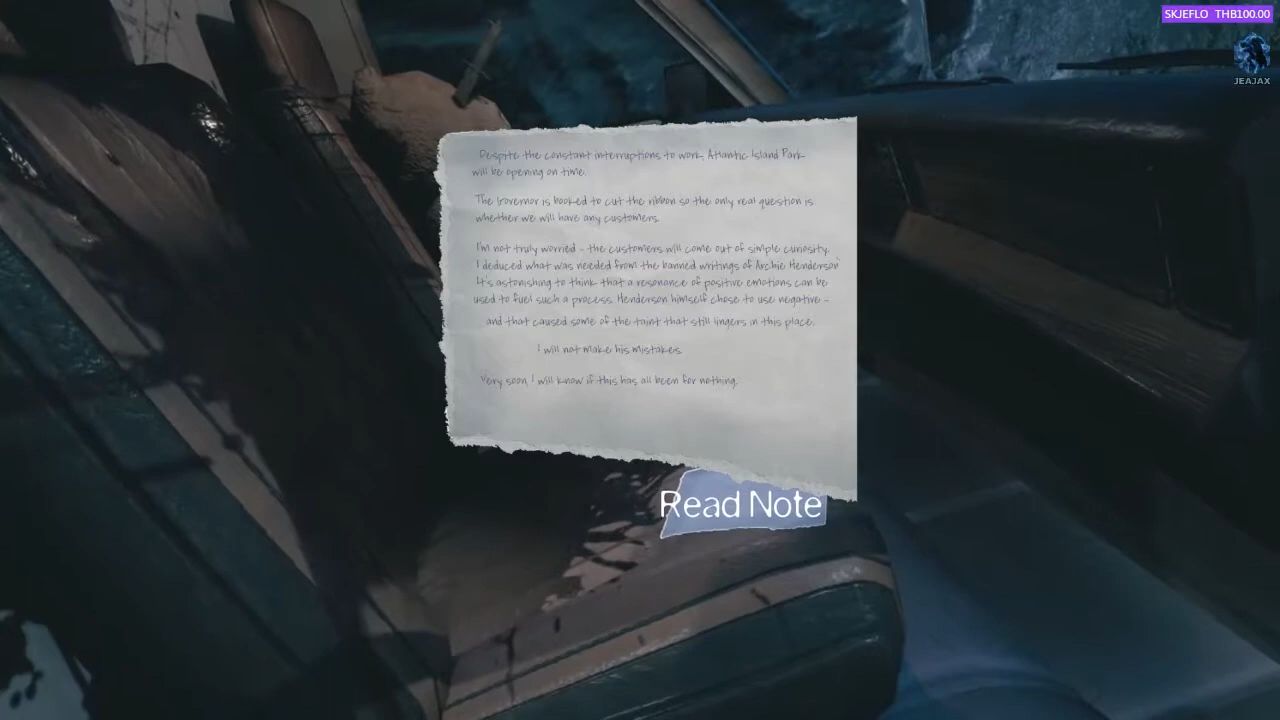 SKJEFLO THB100.00
JEAJAX
Despite the constant interruptions to work, Atlantic Island Park
will be opening on time.
The Governor is booked to cut the ribbon so the only real question is
whether we will have any customers.
I'm not truly worried - the customers will come out of simple curiosity.
I deduced what was needed from the banned writings of Archie Henderson
It's astonishing to think that a resonance of positive emotions can be
used to fuel such a process. Henderson himself chose to use negative -
and that caused some of the taint that still lingers in this place.
I will not make his mistakes.
Very soon, I will know if this has all been for nothing.
Read Note